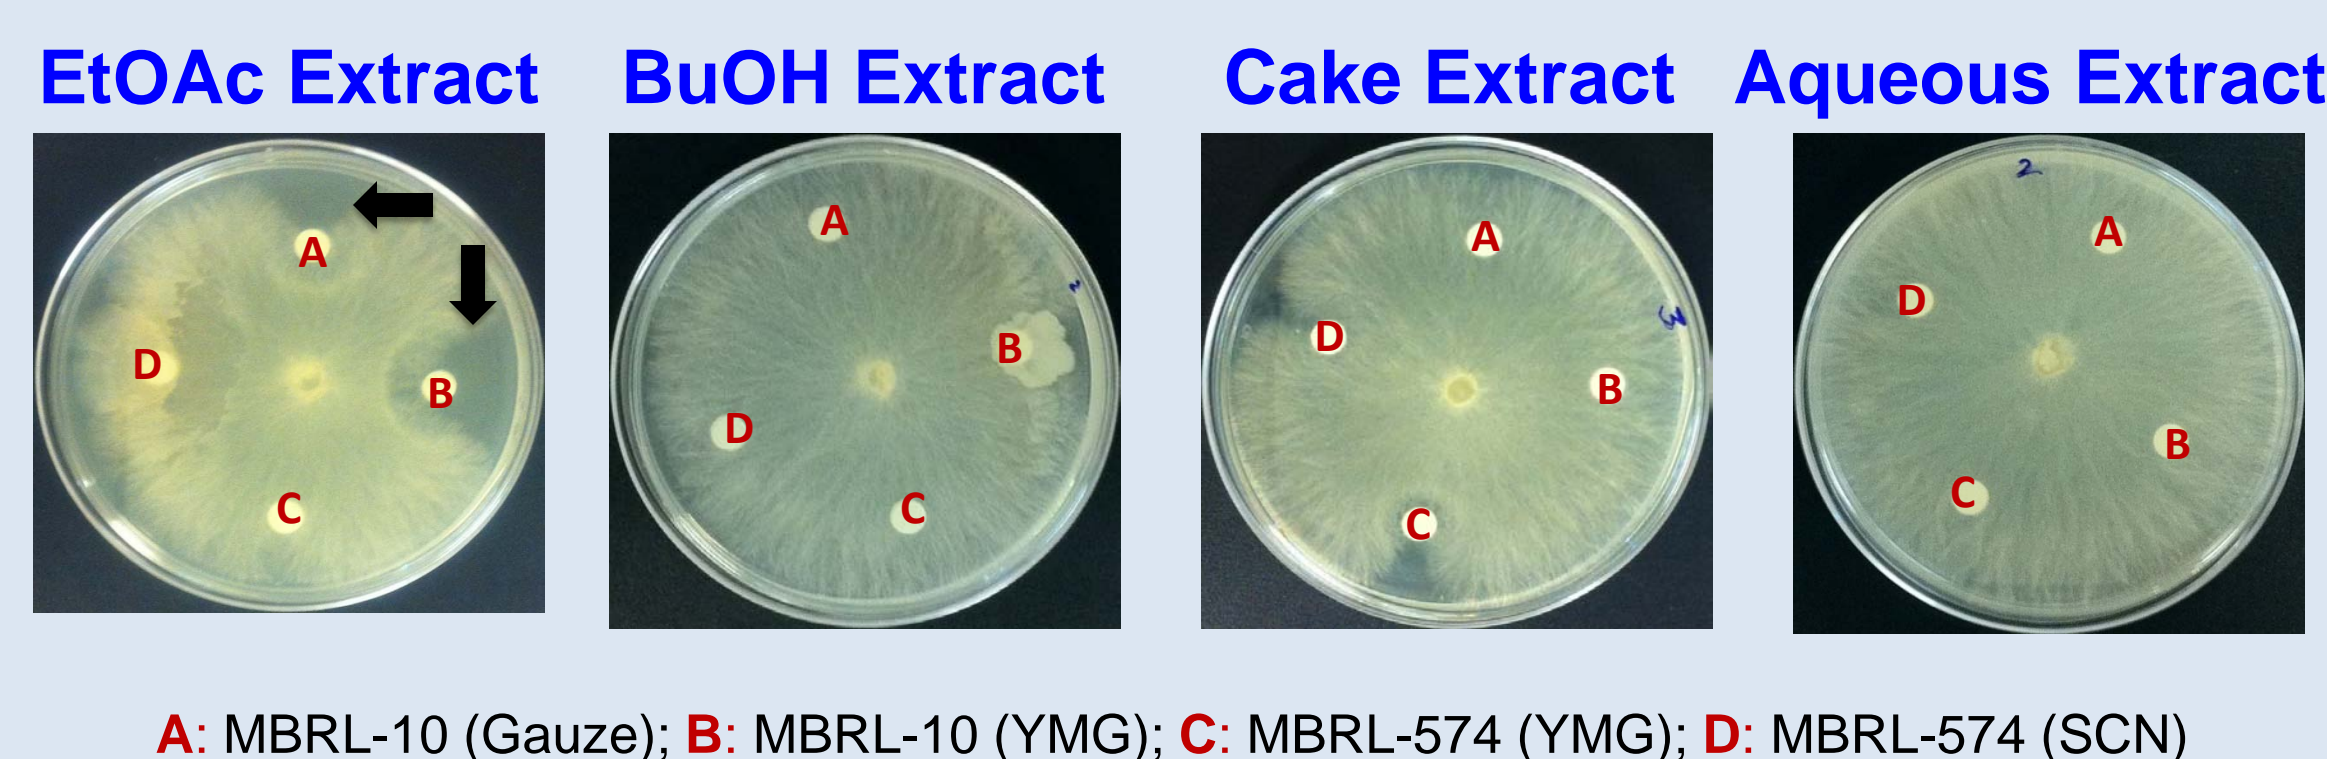 EtOAc Extract BuOH Extract Cake Extract Aqueous Extract
A D B C
A B D C
3
A D B C
2
A D B C
A: MBRL-10 (Gauze); B: MBRL-10 (YMG); C: MBRL-574 (YMG); D: MBRL-574 (SCN)